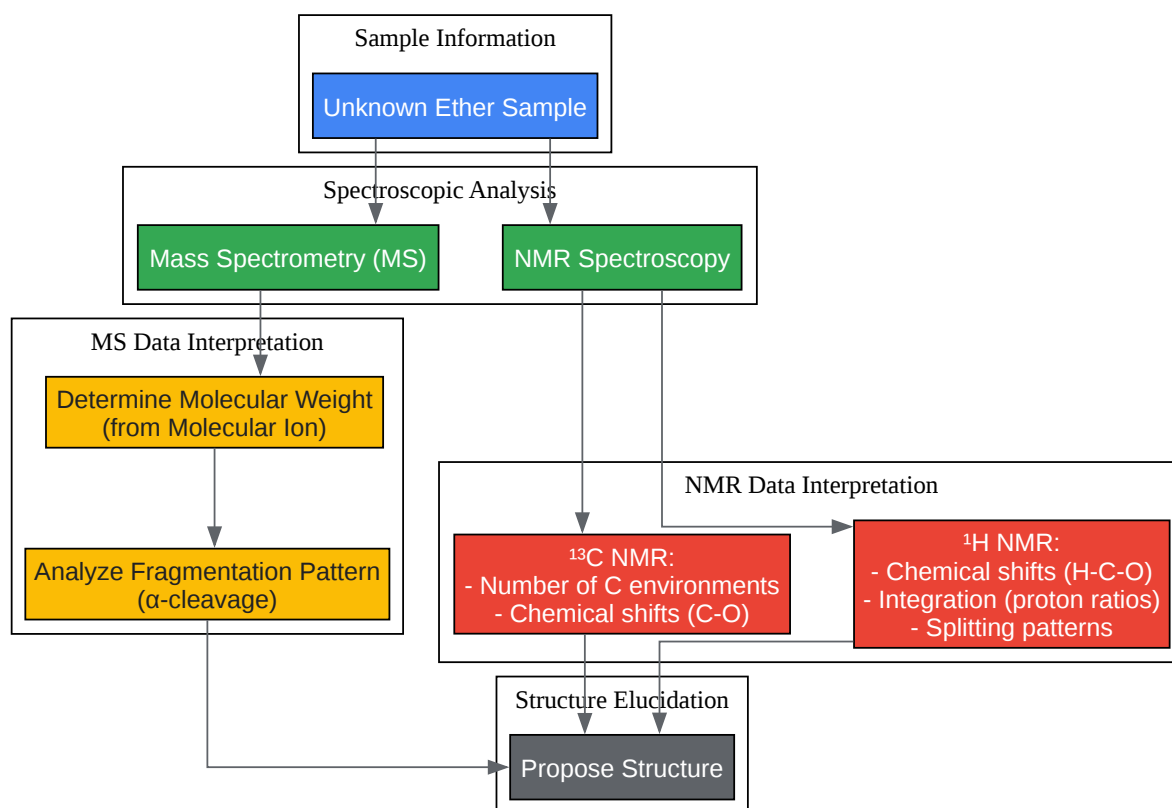 Sample Information
Unknown Ether Sample
Spectroscopic Analysis
Mass Spectrometry (MS)
NMR Spectroscopy
MS Data Interpretation
Determine Molecular Weight
(from Molecular Ion)
Analyze Fragmentation Pattern
(α-cleavage)
NMR Data Interpretation
¹³C NMR:
- Number of C environments
- Chemical shifts (C-O)
¹H NMR:
- Chemical shifts (H-C-O)
- Integration (proton ratios)
- Splitting patterns
Structure Elucidation
Propose Structure